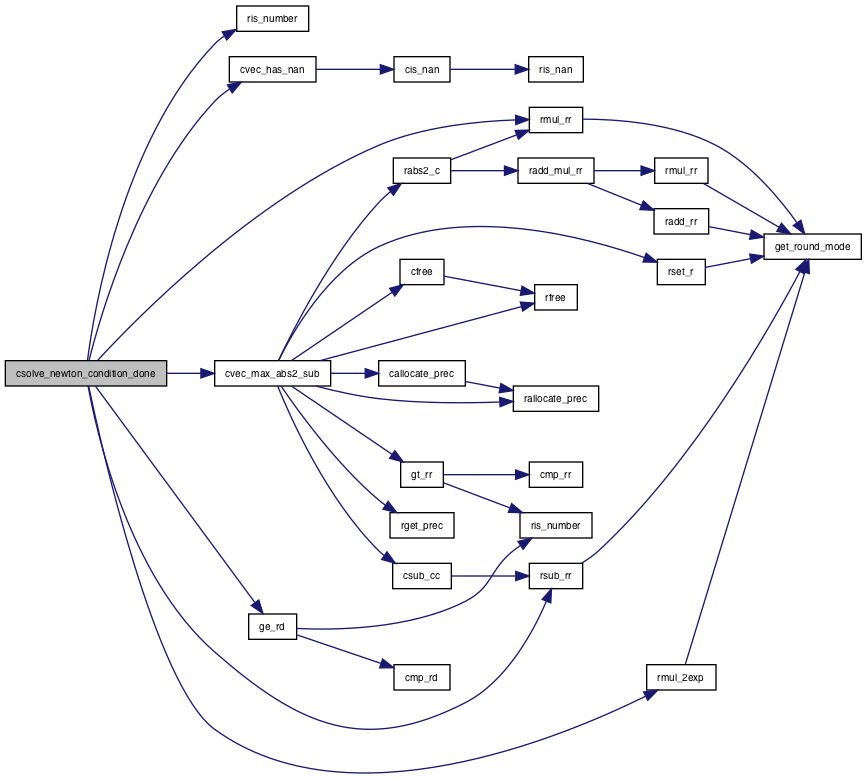 ris_number
cvec_has_nan
cis_nan
ris_nan
rmul_rr
rabs2_c
radd_mul_rr
rmul_rr
radd_rr
get_round_mode
cfree
rset_r
rfree
csolve_newton_condition_done
cvec_max_abs2_sub
callocate_prec
rallocate_prec
gt_rr
cmp_rr
rget_prec
ris_number
csub_cc
rsub_rr
ge_rd
cmp_rd
rmul_2exp